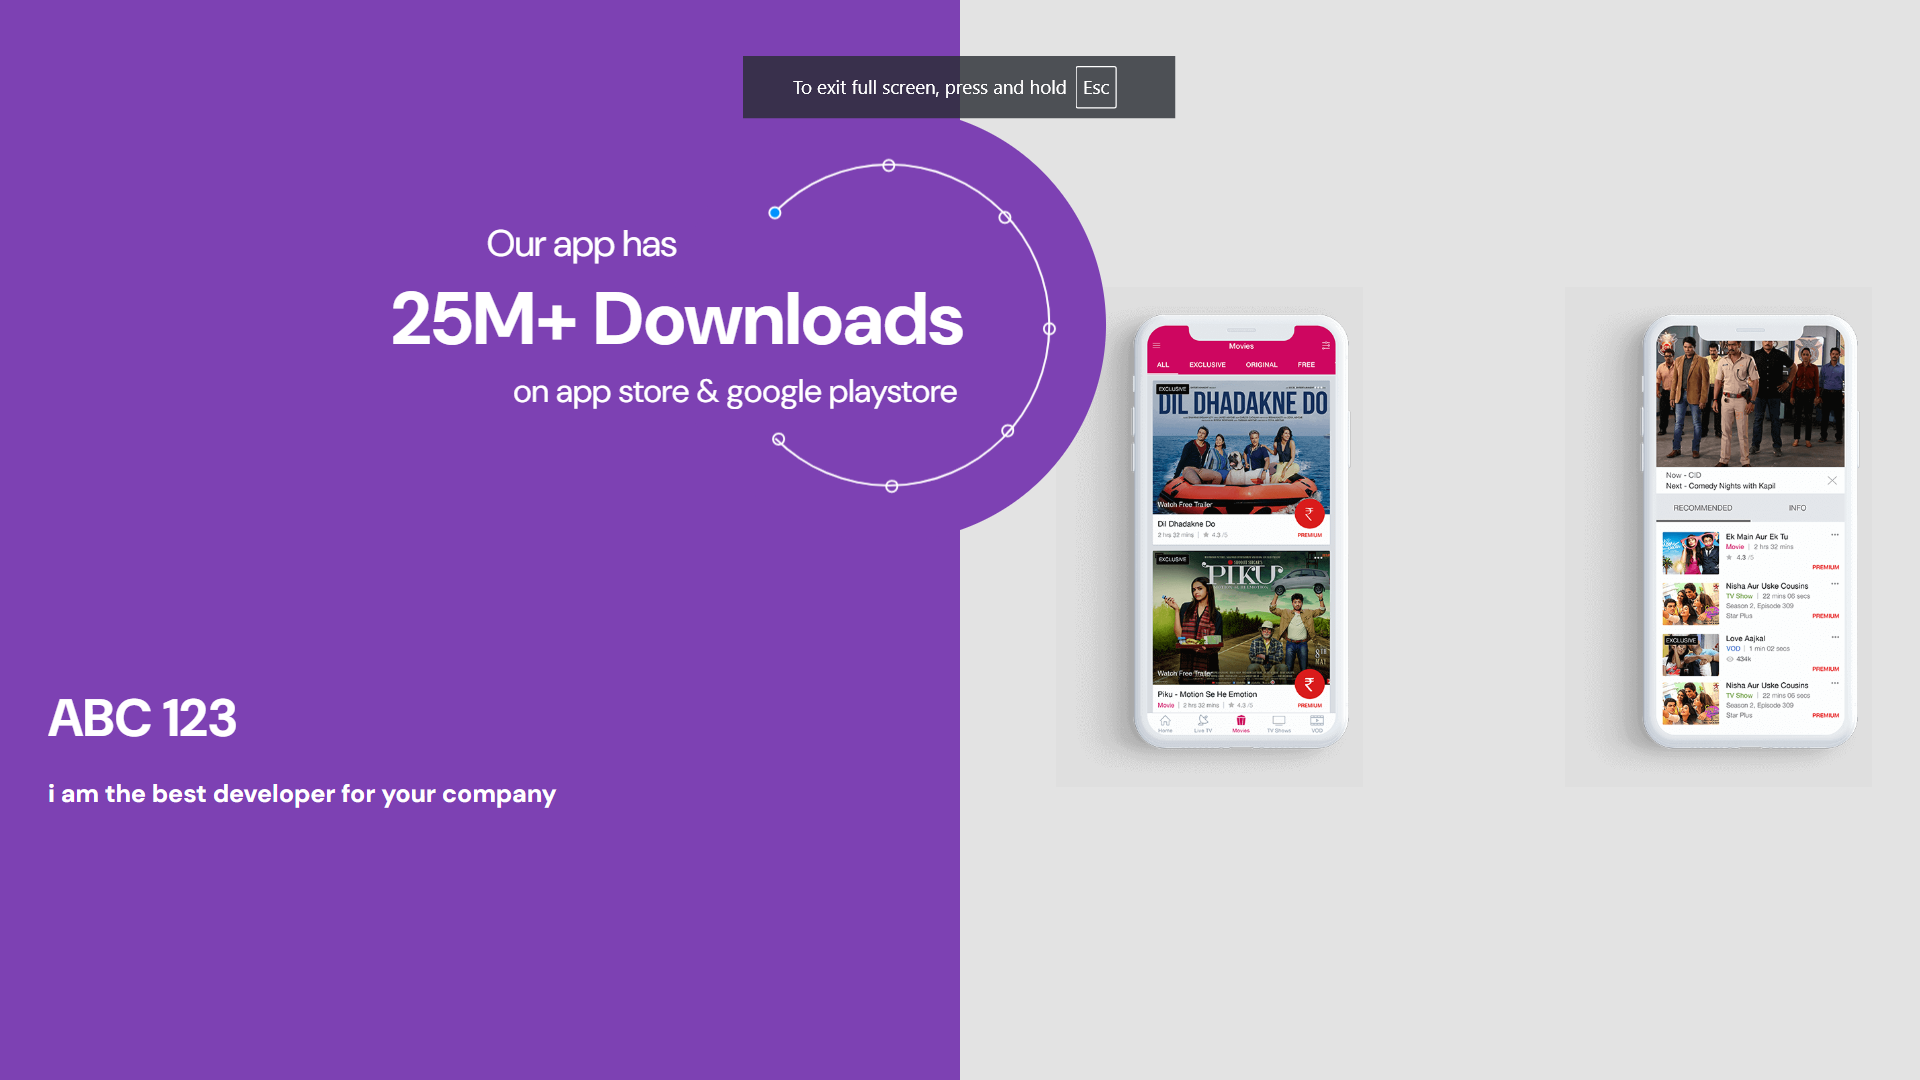 To exit full screen, press and hold Esc
Our app has
25M+ Downloads
on app store & google playstore
ABC 123
i am the best developer for your company
Movies
ALL EXCLUSIVE ORIGINAL FREE
EXCLUSIVE
DIL DHADAKNE DO
Watch Free Trailer
₹
Dil Dhadakne Do
2 hrs 32 mins | ★ 4.3 /5
PREMIUM
EXCLUSIVE
PIKU
MOTION SE HE EMOTION
8TH
MAY
Watch Free Trailer
₹
Piku - Motion Se He Emotion
Movie | 2 hrs 32 mins | ★ 4.3 /5
PREMIUM
Home Live TV Movies TV Shows VOD
Now - CID
Next - Comedy Nights with Kapil
RECOMMENDED INFO
Ek Main Aur Ek Tu
Movie | 2 hrs 32 mins
★ 4.3 /5
PREMIUM
Nisha Aur Uske Cousins
TV Show | 22 mins 06 secs
Season 2, Episode 309
Star Plus
PREMIUM
EXCLUSIVE
Love Aajkal
VOD | 1 min 02 secs
434k
PREMIUM
Nisha Aur Uske Cousins
TV Show | 22 mins 06 secs
Season 2, Episode 309
Star Plus
PREMIUM